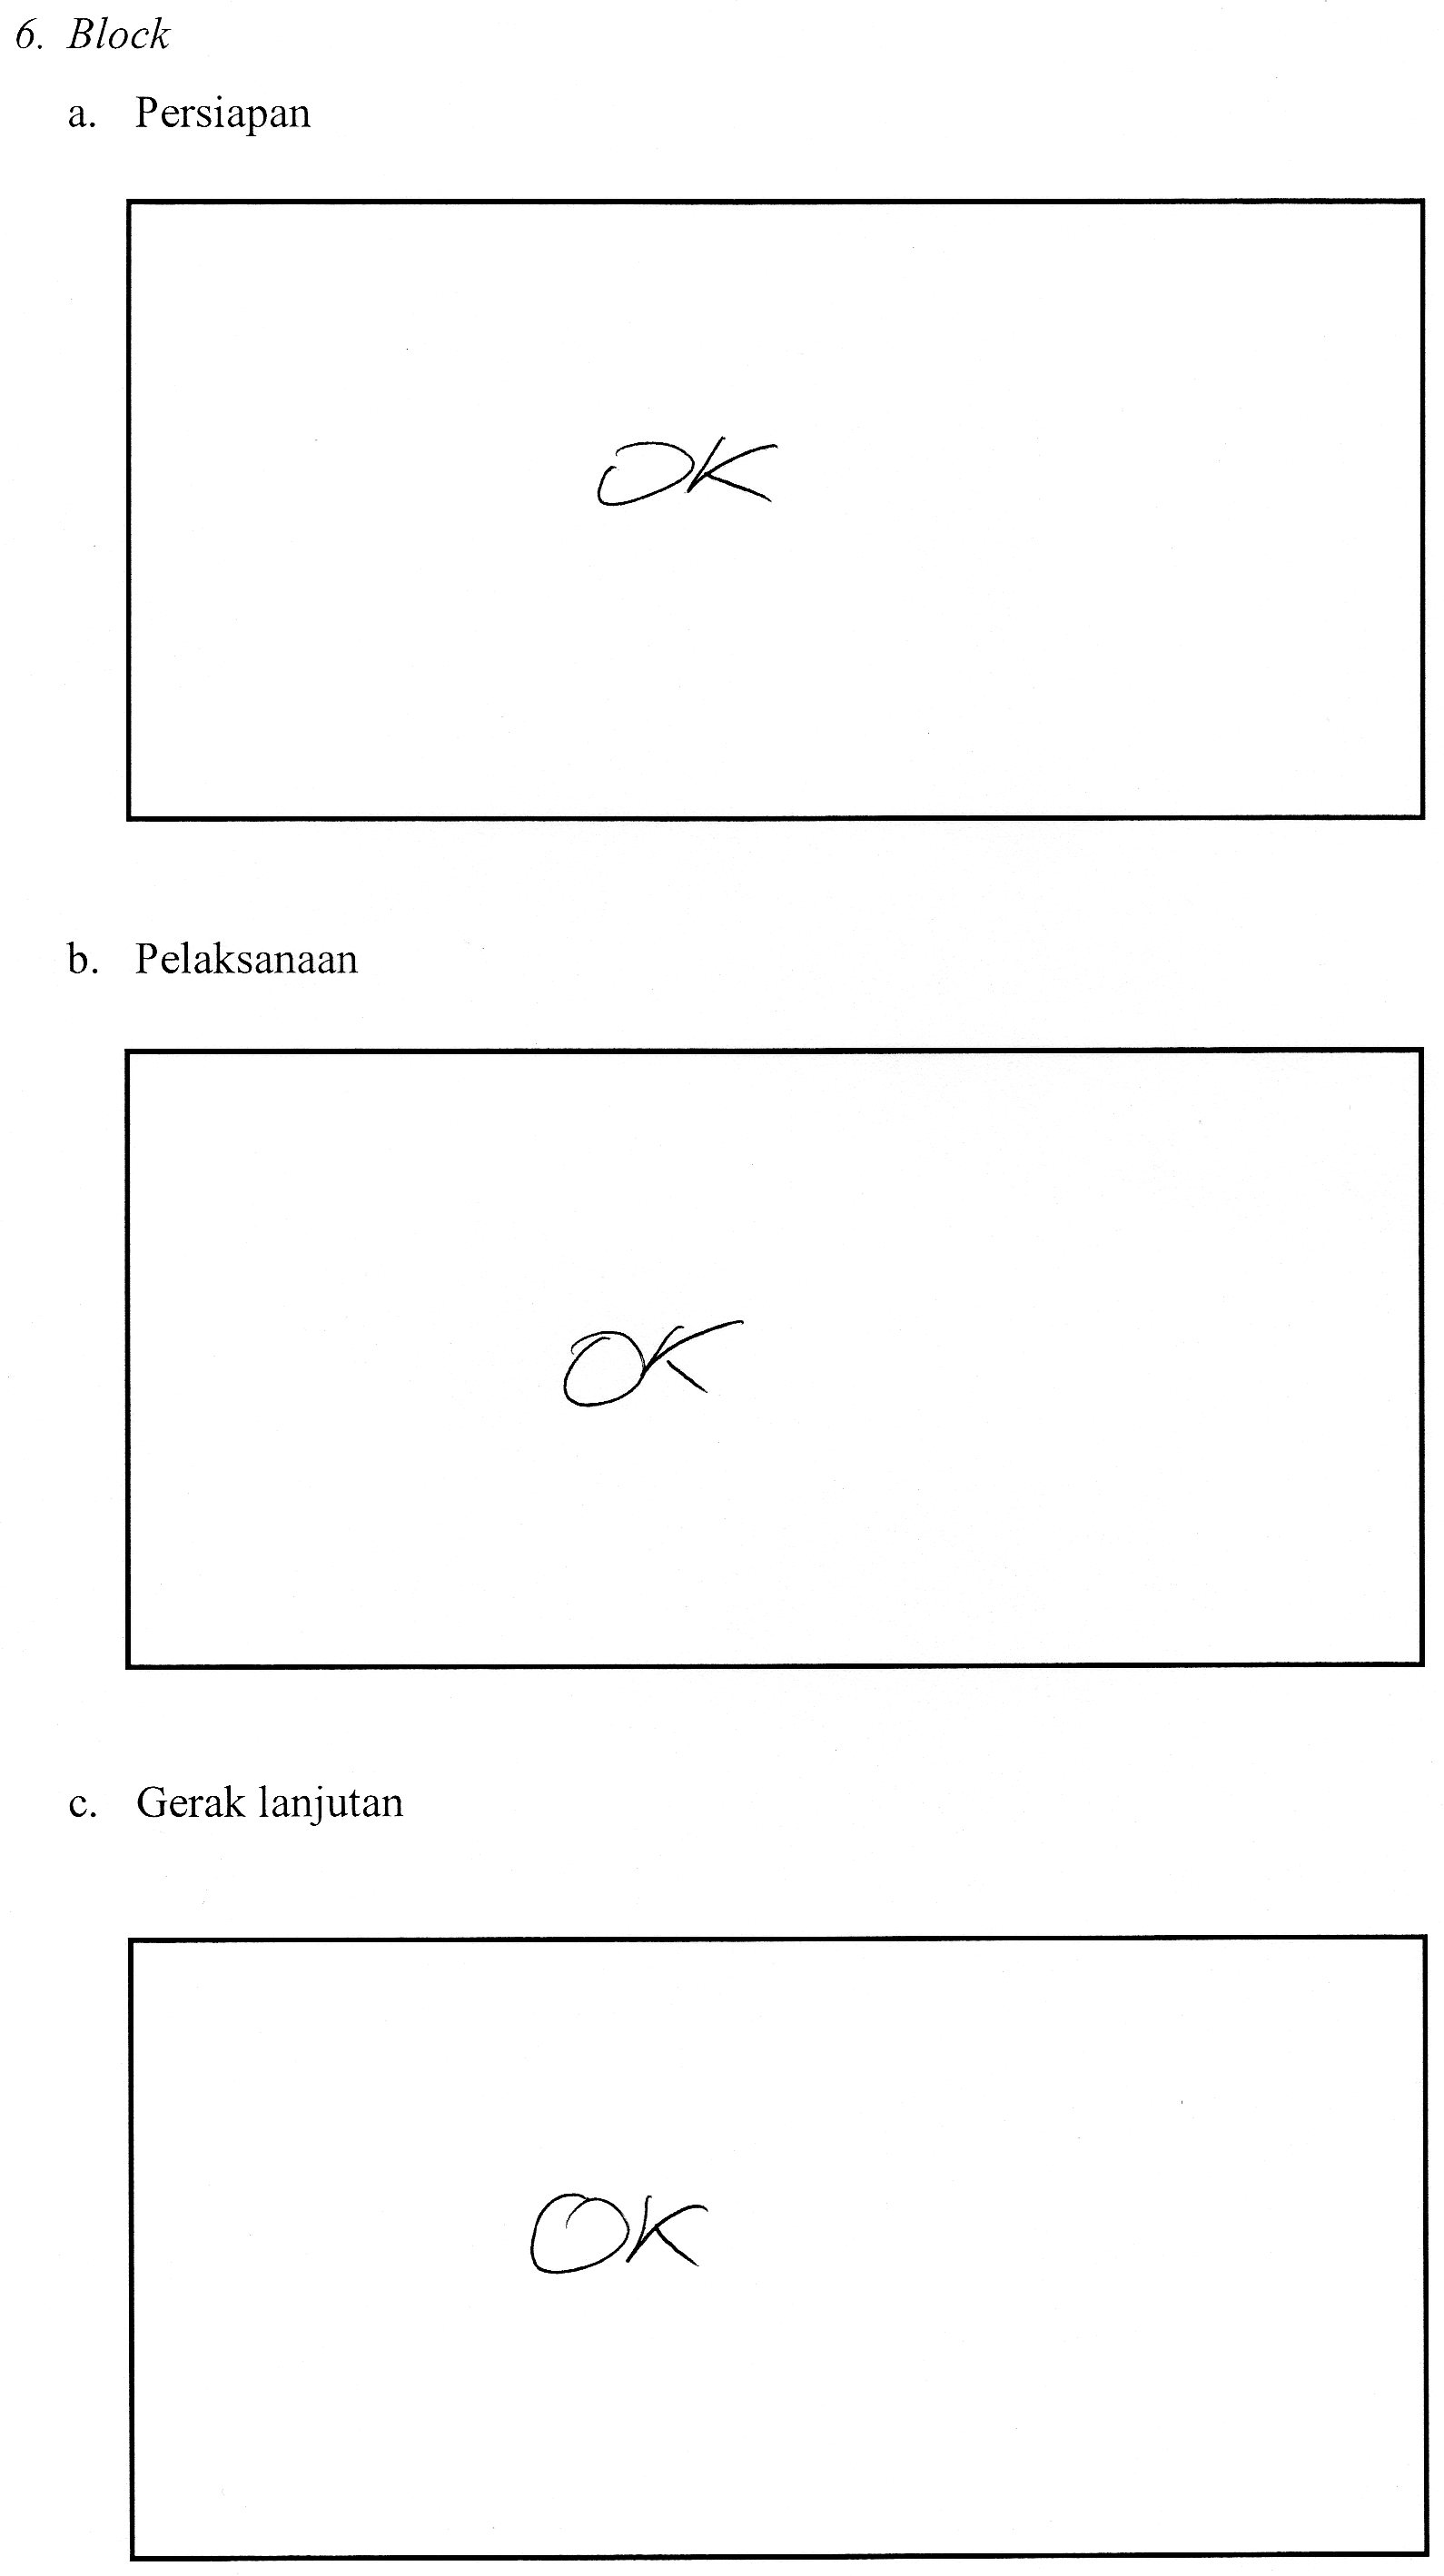 6. Block
a. Persiapan
OK
b. Pelaksanaan
OK
c. Gerak lanjutan
OK